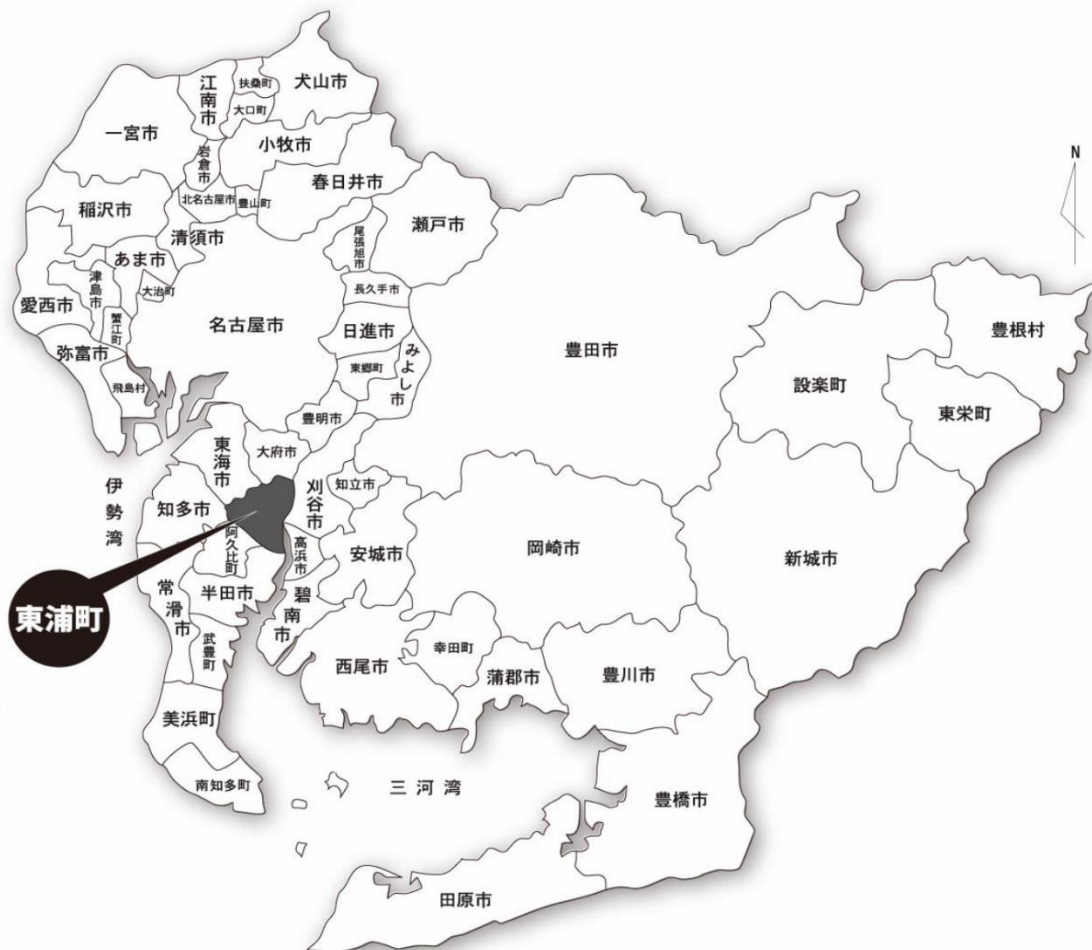 N
犬山市
扶桑町
江南市
大口町
一宮市
小牧市
岩倉市
春日井市
北名古屋市
豊山町
稲沢市
瀬戸市
清須市
尾張旭市
あま市
津島市
大治町
長久手市
愛西市
蟹江町
名古屋市
日進市
みよし市
豊根村
弥富市
豊田市
東郷町
飛島村
設楽町
東栄町
豊明市
東海市
大府市
伊勢湾
知多市
刈谷市
知立市
阿久比町
高浜市
安城市
岡崎市
新城市
東浦町
常滑市
半田市
碧南市
武豊町
西尾市
幸田町
蒲郡市
豊川市
美浜町
南知多町
三河湾
豊橋市
田原市